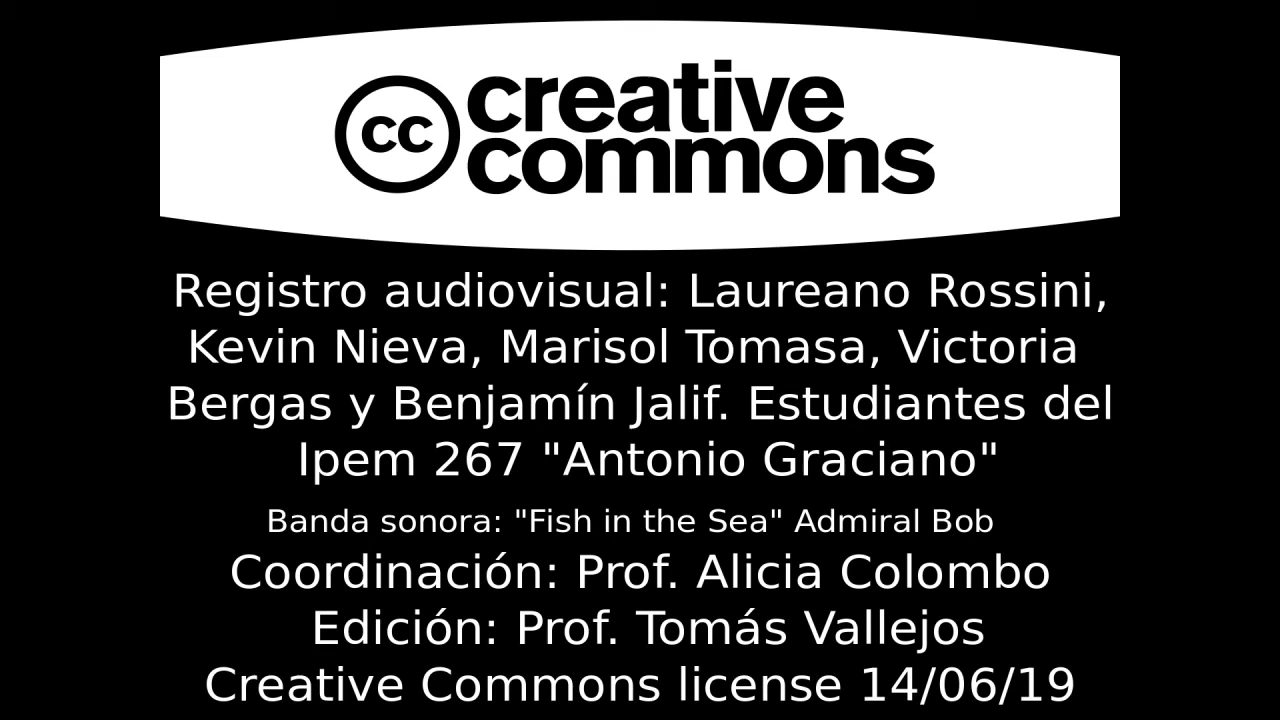 cc creative
commons
Registro audiovisual: Laureano Rossini,
Kevin Nieva, Marisol Tomasa, Victoria
Bergas y Benjamín Jalif. Estudiantes del
Ipem 267 "Antonio Graciano"
Banda sonora: "Fish in the Sea" Admiral Bob
Coordinación: Prof. Alicia Colombo
Edición: Prof. Tomás Vallejos
Creative Commons license 14/06/19